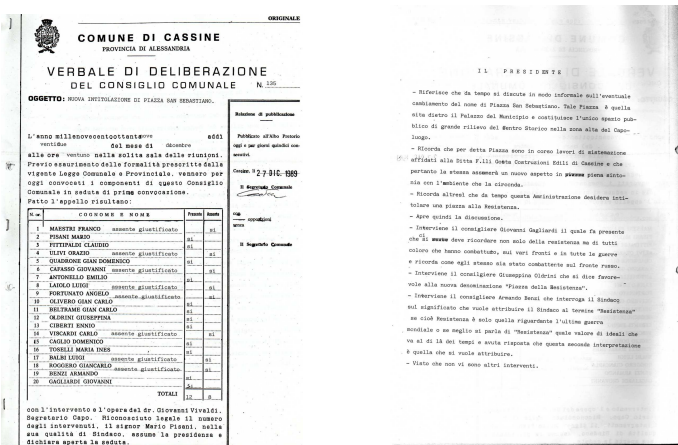 ORIGINALE
COMUNE DI CASSINE
PROVINCIA DI ALESSANDRIA
VERBALE DI DELIBERAZIONE
DEL CONSIGLIO COMUNALE N. 136
OGGETTO: NUOVA INTITOLAZIONE DI PIAZZA SAN SEBASTIANO.
L'anno millenovecentottantanove addì
ventidue del mese di dicembre
alle ore ventuno nella solita sala delle riunioni.
Previo esaurimento delle formalità prescritte dalla
vigente Legge Comunale e Provinciale, vennero per
oggi convocati i componenti di questo Consiglio
Comunale in seduta di prima convocazione.
Fatto l'appello risultano:
N. or. COGNOME E NOME Presente Assente
1 MAESTRI FRANCO assente giustificato si
2 PISANI MARIO si
3 FITTIPALDI CLAUDIO si
4 ULIVI ORAZIO assente giustificato si
5 QUADRONE GIAN DOMENICO si
6 CAFASSO GIOVANNI assente giustificato si
7 ANTONELLO EMILIO si
8 LAIOLO LUIGI assente giustificato si
9 FORTUNATO ANGELO assente giustificato si
10 OLIVERO GIAN CARLO si
11 BELTRAME GIAN CARLO si
12 OLDRINI GIUSEPPINA si
13 CIBERTI ENNIO si
14 VISCARDI CARLO assente giustificato si
15 CAGLIO DOMENICO si
16 TOSELLI MARIA INES si
17 BALBI LUIGI assente giustificato si
18 ROGGERO GIANCARLO assente giustificato si
19 BENZI ARMANDO si
20 GAGLIARDI GIOVANNI si
TOTALI 12 8
con l'intervento e l'opera del dr. Giovanni Vivaldi,
Segretario Capo. Riconosciuto legale il numero
degli intervenuti, il signor Mario Pisani, nella
sua qualità di Sindaco, assume la presidenza e
dichiara aperta la seduta.
Relazione di pubblicazione
Pubblicato all'Albo Pretorio
oggi e per giorni quindici con-
secutivi.
Cassine, li 27 DIC. 1989
Il Segretario Comunale
con
opposizioni
senza
Il Segretario Comunale
IL PRESIDENTE
- Riferisce che da tempo si discute in modo informale sull'eventuale
cambiamento del nome di Piazza San Sebastiano. Tale Piazza è quella
sita dietro il Palazzo del Municipio e costituisce l'unico spazio pub-
blico di grande rilievo del Centro Storico nella zona alta del Capo-
luogo.
- Ricorda che per detta Piazza sono in corso lavori di sistemazione
affidati alla Ditta F.lli Costruzioni Edili di Cassine e che
pertanto la stessa assumerà un nuovo aspetto in piena sinto-
nia con l'ambiente che la circonda.
- Ricorda altresì che da tempo questa Amministrazione desidera inti-
tolare una piazza alla Resistenza.
- Apre quindi la discussione.
- Interviene il consigliere Giovanni Gagliardi il quale fa presente
che ci si deve ricordare non solo della resistenza ma di tutti
coloro che hanno combattuto, sui vari fronti e in tutte le guerre
e ricorda come egli stesso sia stato combattente sul fronte russo.
- Interviene il consigliere Giuseppina Oldrini che si dice favore-
vole alla nuova denominazione "Piazza della Resistenza".
- Interviene il consigliere Armando Benzi che interroga il Sindaco
sul significato che vuole attribuire il Sindaco al termine "Resistenza"
se cioè Resistenza è solo quella riguardante l'ultima guerra
mondiale o se meglio si parla di "Resistenza" quale valore di ideali che
va al di là dei tempi e avuta risposta che questa seconda interpretazione
è quella che si vuole attribuire.
- Visto che non vi sono altri interventi.